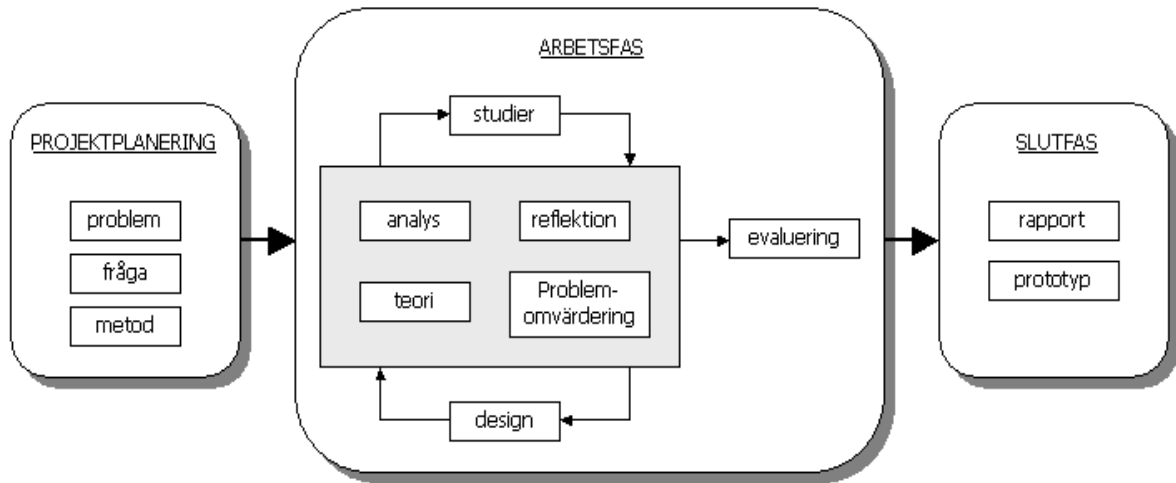 PROJEKTPLANERING
problem
fråga
metod
ARBETSFAS
studier
analys
reflektion
teori
Problem-
omvärdering
design
evaluering
SLUTFAS
rapport
prototyp